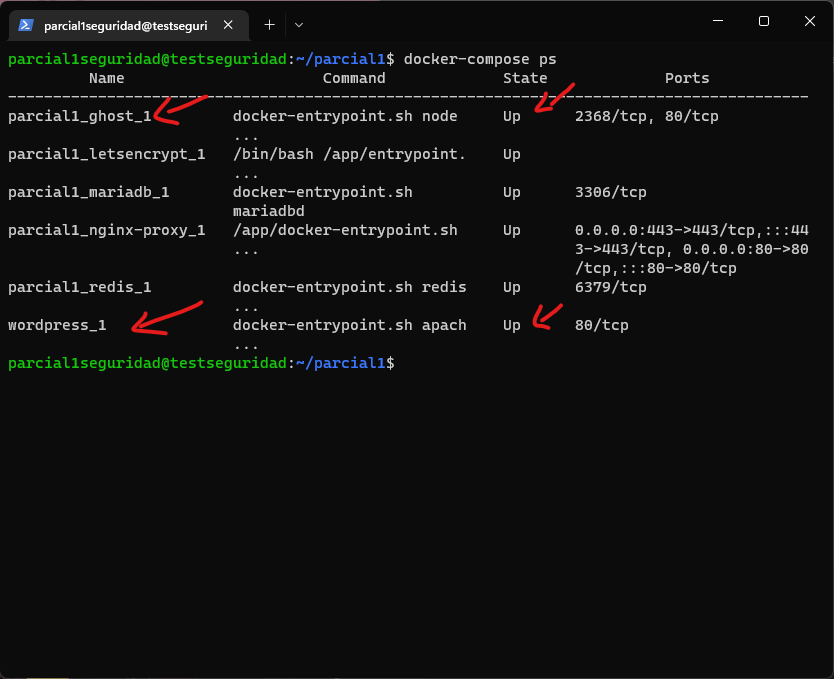 parcial1seguridad@testseguri
parcial1seguridad@testseguridad:~/parcial1$ docker-compose ps
Name Command State Ports
--------------------------------------------------------------------------------
parcial1_ghost_1 docker-entrypoint.sh node Up 2368/tcp, 80/tcp
...
parcial1_letsencrypt_1 /bin/bash /app/entrypoint. Up
...
parcial1_mariadb_1 docker-entrypoint.sh Up 3306/tcp
mariadbd
parcial1_nginx-proxy_1 /app/docker-entrypoint.sh Up 0.0.0.0:443->443/tcp,:::44
... 3->443/tcp, 0.0.0.0:80->80
/tcp,:::80->80/tcp
parcial1_redis_1 docker-entrypoint.sh redis Up 6379/tcp
...
wordpress_1 docker-entrypoint.sh apach Up 80/tcp
...
parcial1seguridad@testseguridad:~/parcial1$